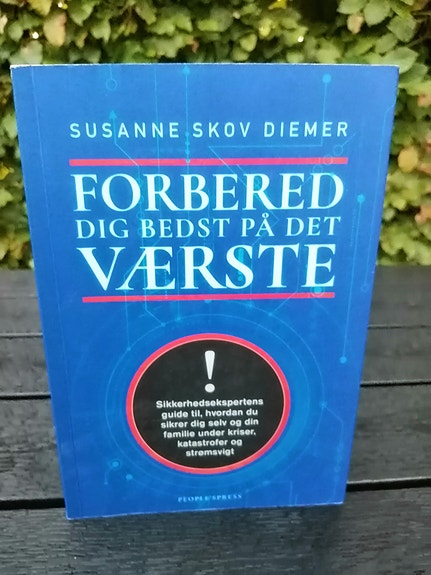 SUSANNE SKOV DIEMER
FORBERED
DIG BEDST PÅ DET
VÆRSTE
!
Sikkerhedsekspertens
guide til, hvordan du
sikrer dig selv og din
familie under kriser,
katastrofer og
strømsvigt
PEOPLE'SPRESS